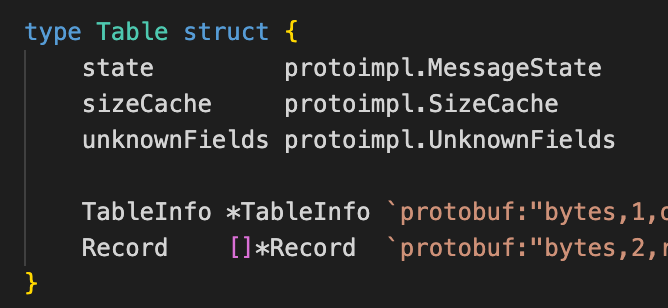 type Table struct {
state protoimpl.MessageState
sizeCache protoimpl.SizeCache
unknownFields protoimpl.UnknownFields
TableInfo *TableInfo `protobuf:"bytes,1,
Record []*Record `protobuf:"bytes,2,
}